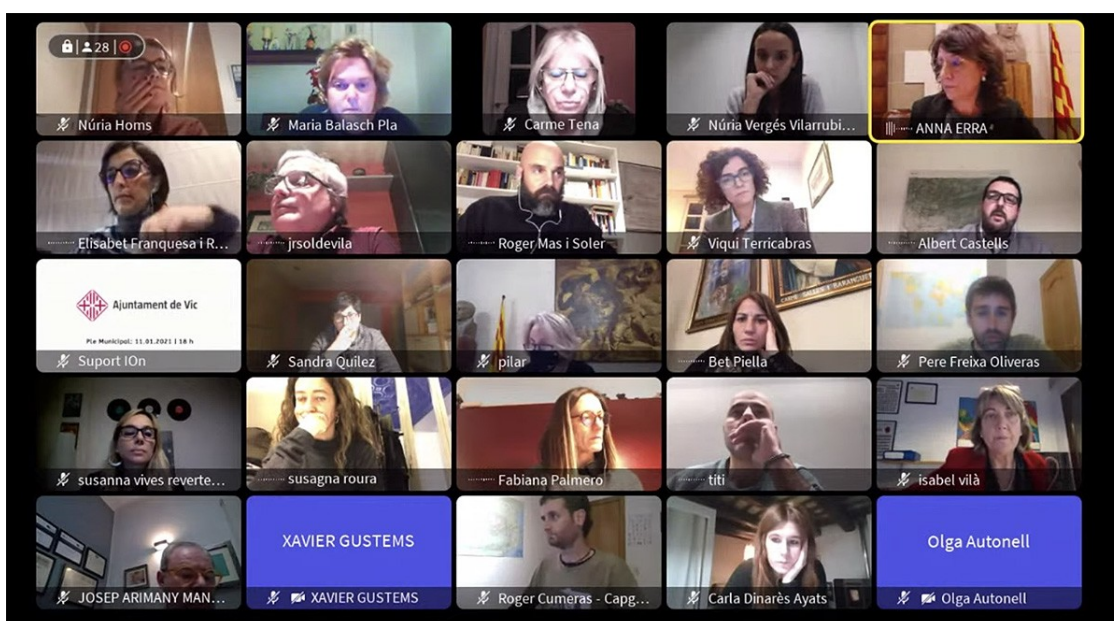 28
Núria Homs
Maria Balasch Pla
Carme Tena
Núria Vergés Vilarrubi...
ANNA ERRA
Elisabet Franquesa i R...
jrsoldevila
Roger Mas i Soler
Viqui Terricabras
Albert Castells
Ajuntament de Vic
Ple Municipal: 11.01.2021 | 18 h
Suport IOn
Sandra Quilez
pilar
Bet Piella
Pere Freixa Oliveras
susanna vives reverte...
susagna roura
Fabiana Palmero
titi
isabel vilà
JOSEP ARIMANY MAN...
XAVIER GUSTEMS
XAVIER GUSTEMS
Roger Cumeras - Capg...
Carla Dinarès Ayats
Olga Autonell
Olga Autonell